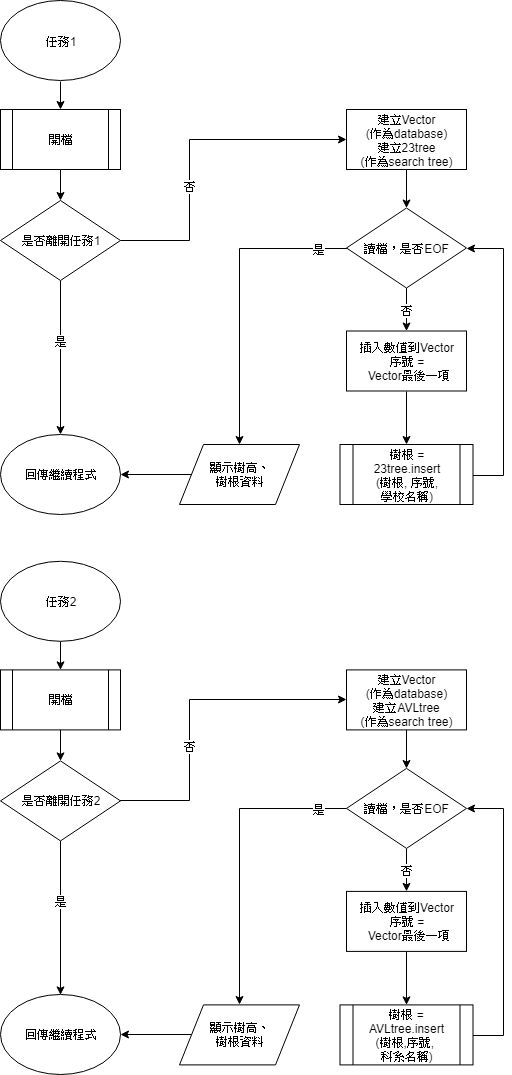 任務1
開檔
是否離開任務1
否
是
回傳繼續程式
建立Vector
(作為database)
建立23tree
(作為search tree)
讀檔，是否EOF
是
否
插入數值到Vector
序號 =
Vector最後一項
樹根 =
23tree.insert
(樹根, 序號,
學校名稱)
顯示樹高、
樹根資料
任務2
開檔
是否離開任務2
否
是
回傳繼續程式
建立Vector
(作為database)
建立AVLtree
(作為search tree)
讀檔，是否EOF
是
否
插入數值到Vector
序號 =
Vector最後一項
樹根 =
AVLtree.insert
(樹根,序號,
科系名稱)
顯示樹高、
樹根資料